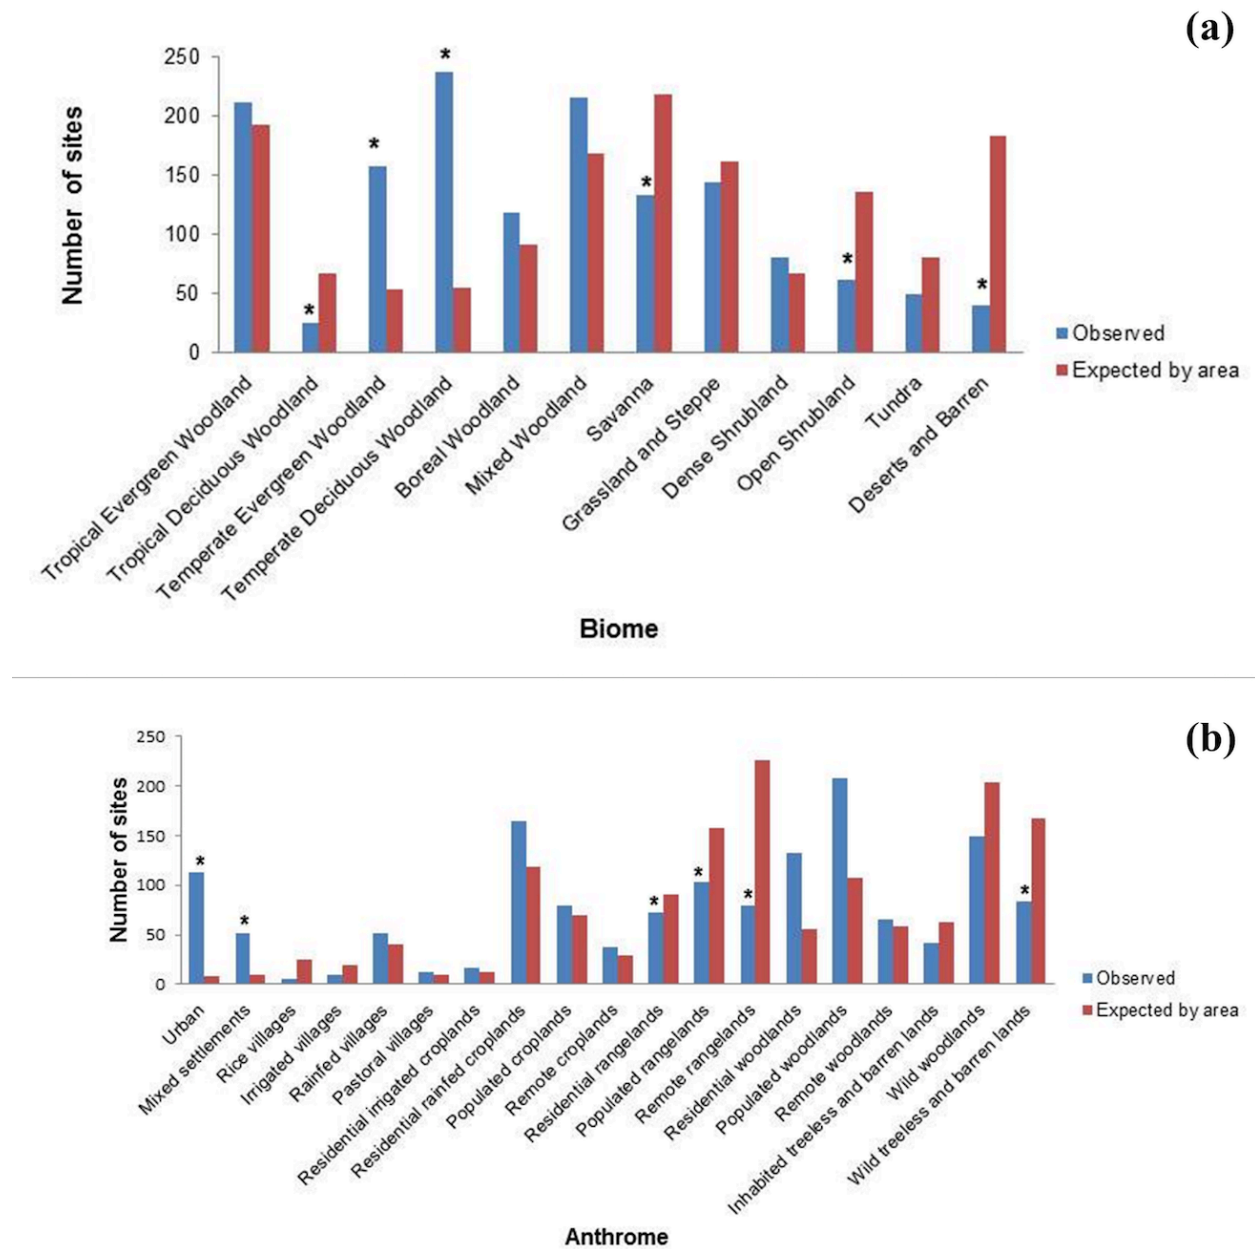 (a)
Number of sites
250
200
150
100
50
0
*
*
*
*
*
*
Observed
Expected by area
Tropical Evergreen Woodland
Tropical Deciduous Woodland
Temperate Evergreen Woodland
Temperate Deciduous Woodland
Boreal Woodland
Mixed Woodland
Savanna
Grassland and Steppe
Dense Shrubland
Open Shrubland
Tundra
Deserts and Barren
Biome
(b)
Number of sites
250
200
150
100
50
0
*
*
*
*
*
*
Observed
Expected by area
Urban
Mixed settlements
Rice villages
Irrigated villages
Rainfed villages
Pastoral villages
Residential irrigated croplands
Residential rainfed croplands
Populated croplands
Remote croplands
Residential rangelands
Populated rangelands
Remote rangelands
Residential woodlands
Populated woodlands
Remote woodlands
Inhabited treeless and barren lands
Wild woodlands
Wild treeless and barren lands
Anthrome